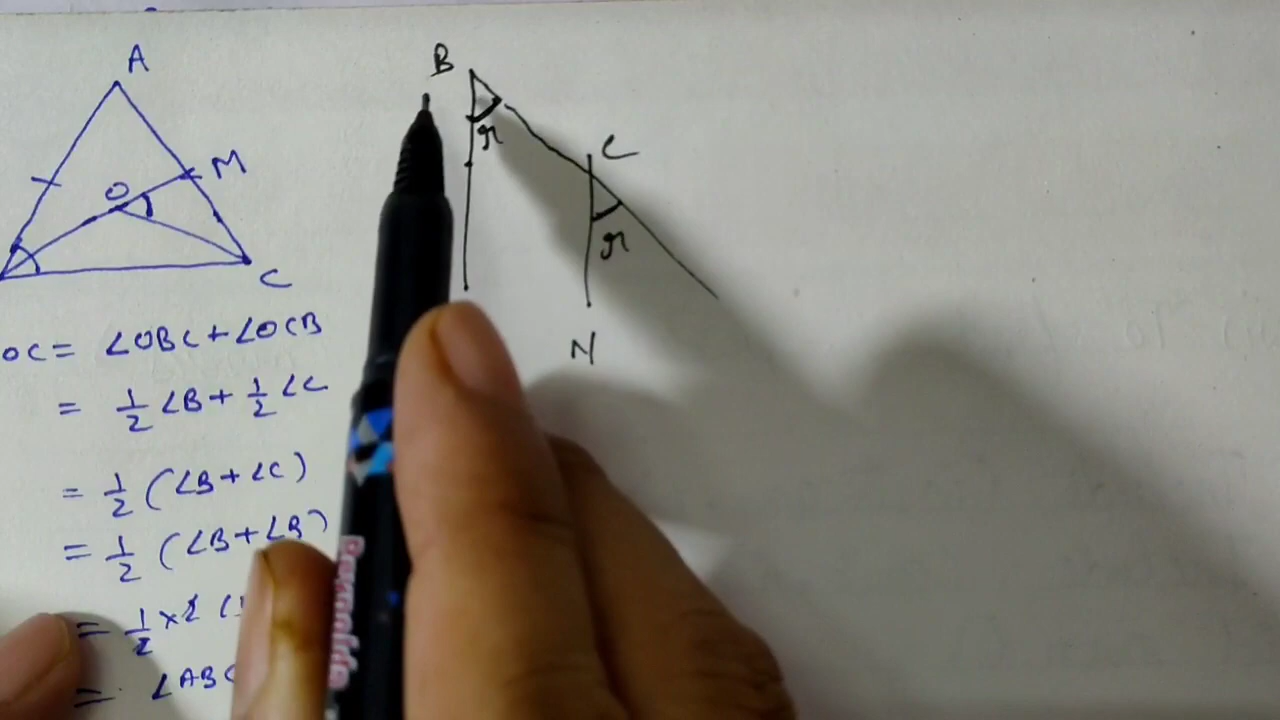 A
M
O
C
OC = ∠OBC + ∠OCB
= 1/2 ∠B + 1/2 ∠C
= 1/2 (∠B + ∠C)
= 1/2 (∠B + ∠B)
= 1/2 × 2
= ∠ABC
B
x
C
x
N